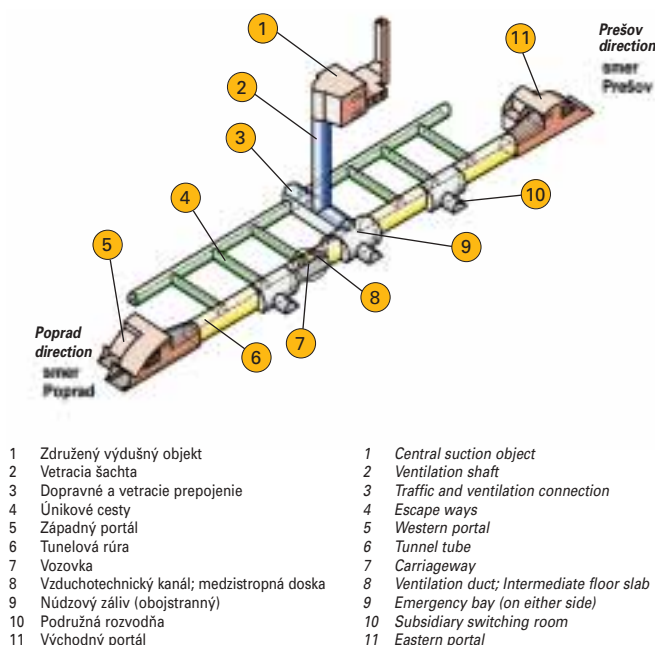 1
2
3
4
5
6
7
8
9
10
11
Prešov
direction
smer
Prešov
Poprad
direction
smer
Poprad
1 Združený výdušný objekt
2 Vetracia šachta
3 Dopravné a vetracie prepojenie
4 Únikové cesty
5 Západný portál
6 Tunelová rúra
7 Vozovka
8 Vzduchotechnický kanál; medzistropná doska
9 Núdzový záliv (obojstranný)
10 Podružná rozvodňa
11 Východný portál
1 Central suction object
2 Ventilation shaft
3 Traffic and ventilation connection
4 Escape ways
5 Western portal
6 Tunnel tube
7 Carriageway
8 Ventilation duct; Intermediate floor slab
9 Emergency bay (on either side)
10 Subsidiary switching room
11 Eastern portal